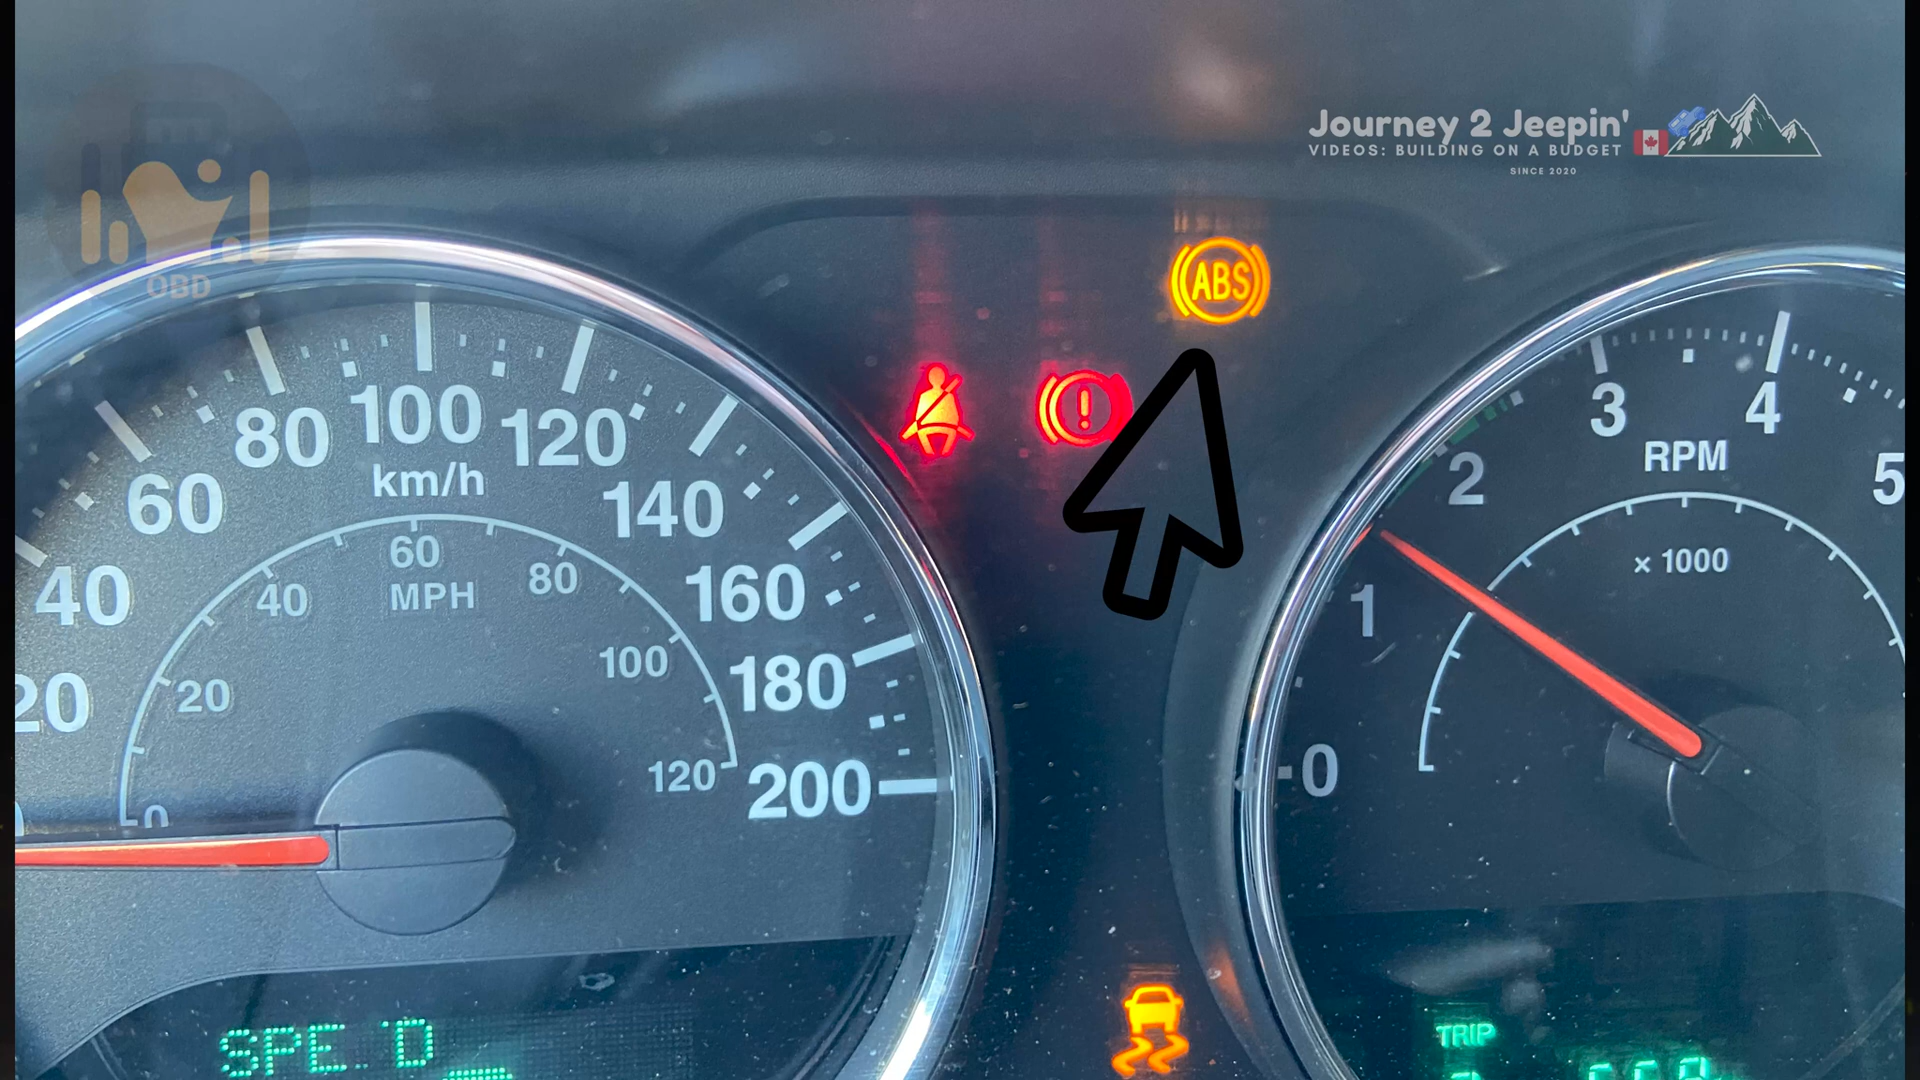 Journey 2 Jeepin'
VIDEOS: BUILDING ON A BUDGET
SINCE 2020
OBD
ABS
!
20
40
60
80
100
120
140
160
180
200
km/h
0
20
40
60
80
100
120
MPH
0
1
2
3
4
5
RPM
x 1000
TRIP